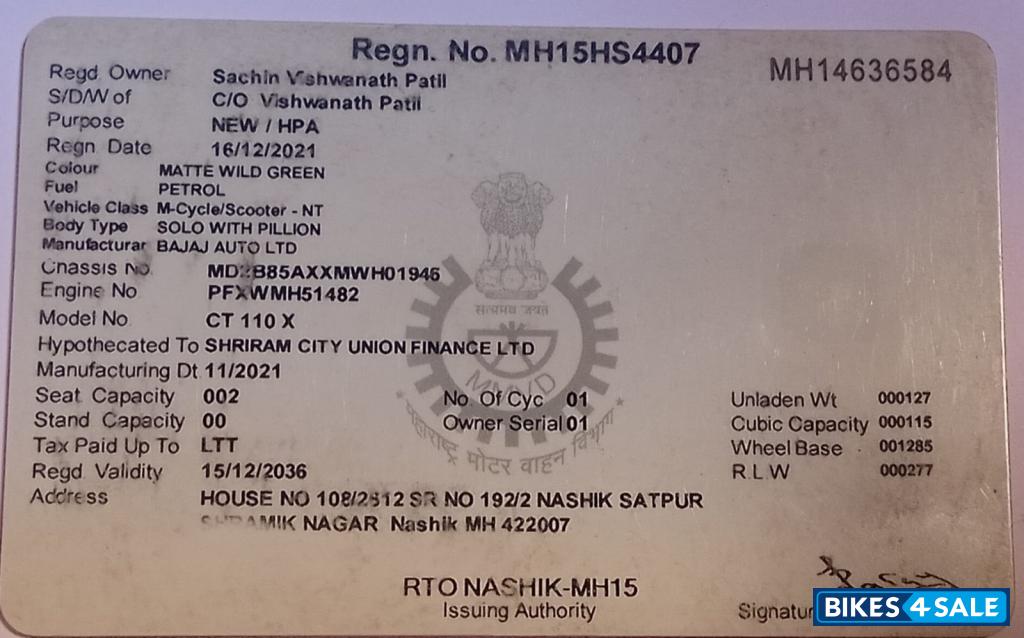 Regn. No. MH15HS4407
MH14636584
Regd Owner Sachin Vishwanath Patil
S/D/W of C/O Vishwanath Patil
Purpose NEW / HPA
Regn Date 16/12/2021
Colour MATTE WILD GREEN
Fuel PETROL
Vehicle Class M-Cycle/Scooter - NT
Body Type SOLO WITH PILLION
Manufacturar BAJAJ AUTO LTD
Chassis No.
Engine No PFXWMH51482
Model No CT 110 X
Hypothecated To SHRIRAM CITY UNION FINANCE LTD
Manufacturing Dt 11/2021
Seat Capacity 002 No. Of Cyc 01 Unladen Wt 000127
Stand Capacity 00 Owner Serial 01 Cubic Capacity 000115
Tax Paid Up To LTT Wheel Base 001285
Regd Validity 15/12/2036 R.L.W 000277
Address HOUSE NO SR NO 192/2 NASHIK SATPUR
NAGAR Nashik MH 422007
सत्यमेव जयते
MMVD
महाराष्ट्र मोटर वाहन विभाग
RTO NASHIK-MH15
Issuing Authority
BIKES4SALE